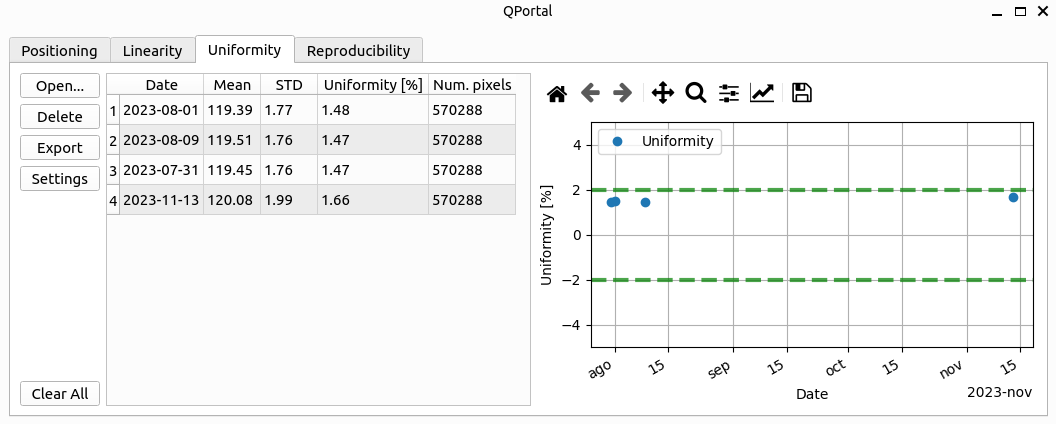 QPortal
Positioning Linearity Uniformity Reproducibility
Open...
Delete
Export
Settings
Clear All
Date Mean STD Uniformity [%] Num. pixels
1 2023-08-01 119.39 1.77 1.48 570288
2 2023-08-09 119.51 1.76 1.47 570288
3 2023-07-31 119.45 1.76 1.47 570288
4 2023-11-13 120.08 1.99 1.66 570288
Uniformity
Uniformity [%]
4
2
0
−2
−4
ago 15 sep 15 oct 15 nov 15
Date
2023-nov